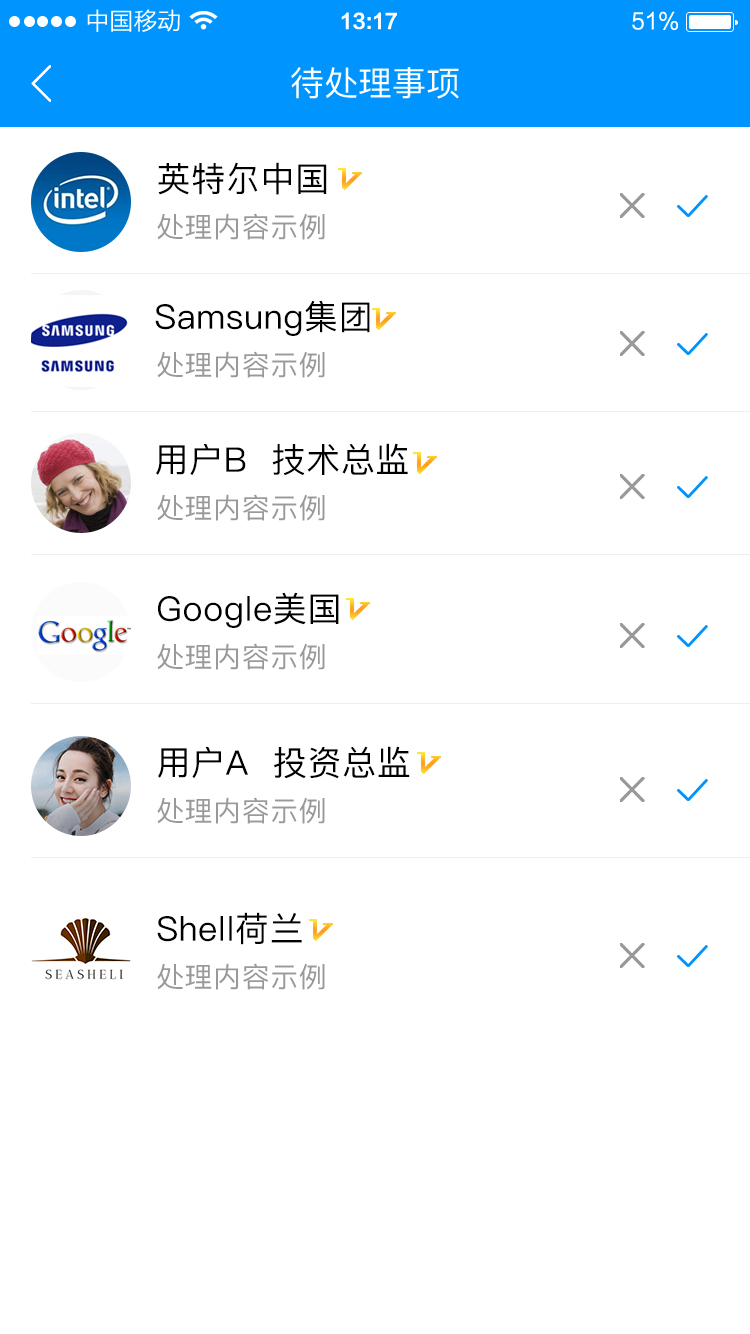 中国移动 13:17 51%
待处理事项
intel
英特尔中国
处理内容示例
SAMSUNG
SAMSUNG
Samsung集团
处理内容示例
用户B 技术总监
处理内容示例
Google
Google美国
处理内容示例
用户A 投资总监
处理内容示例
SEASHELL
Shell荷兰
处理内容示例